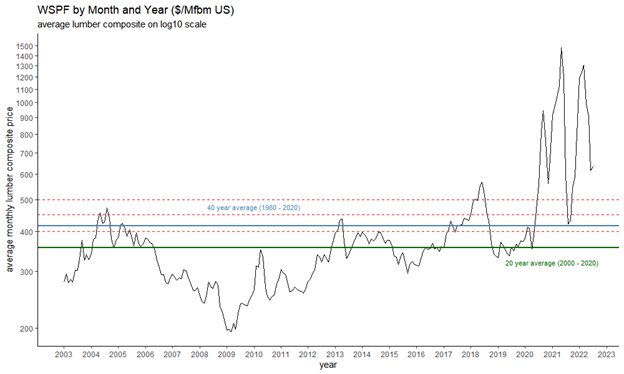 WSPF by Month and Year ($/Mfbm US)
average lumber composite on log10 scale
average monthly lumber composite price
1500
1400
1300
1200
1100
1000
900
800
700
600
500
400
300
200
40 year average (1980 - 2020)
20 year average (2000 - 2020)
2003 2004 2005 2006 2007 2008 2009 2010 2011 2012 2013 2014 2015 2016 2017 2018 2019 2020 2021 2022 2023
year